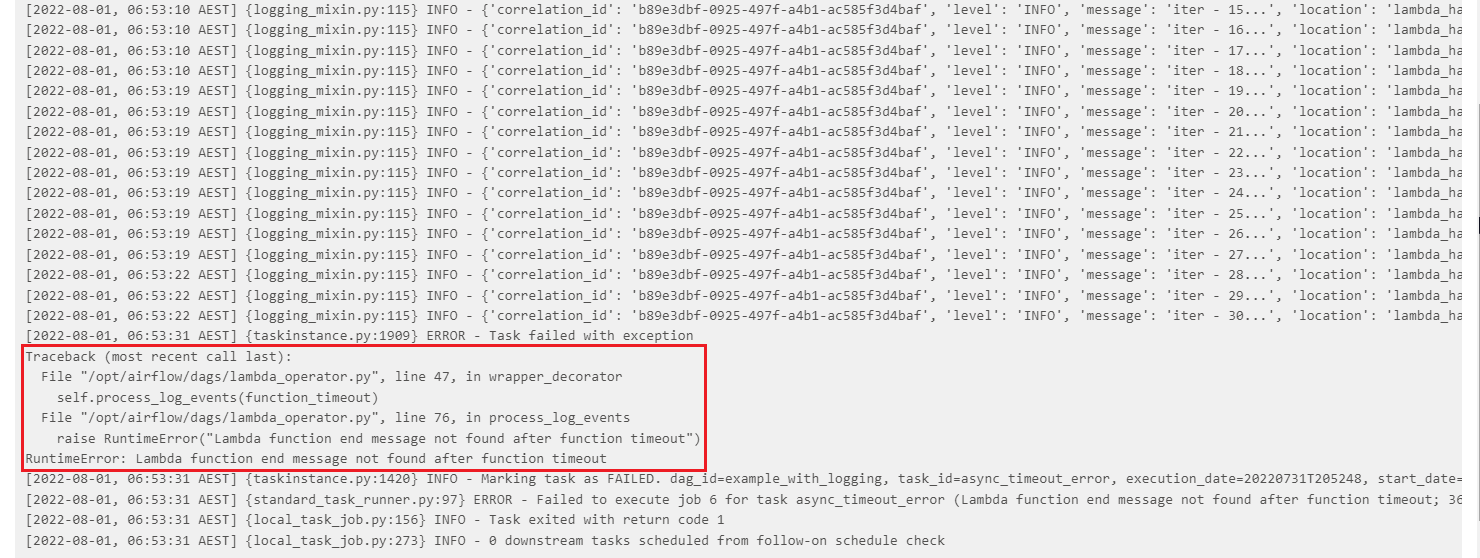 [2022-08-01, 06:53:10 AEST] {logging_mixin.py:115} INFO - {'correlation_id': 'b89e3dbf-0925-497f-a4b1-ac585f3d4baf', 'level': 'INFO', 'message': 'iter - 15...', 'location': 'lambda_ha
[2022-08-01, 06:53:10 AEST] {logging_mixin.py:115} INFO - {'correlation_id': 'b89e3dbf-0925-497f-a4b1-ac585f3d4baf', 'level': 'INFO', 'message': 'iter - 16...', 'location': 'lambda_ha
[2022-08-01, 06:53:10 AEST] {logging_mixin.py:115} INFO - {'correlation_id': 'b89e3dbf-0925-497f-a4b1-ac585f3d4baf', 'level': 'INFO', 'message': 'iter - 17...', 'location': 'lambda_ha
[2022-08-01, 06:53:10 AEST] {logging_mixin.py:115} INFO - {'correlation_id': 'b89e3dbf-0925-497f-a4b1-ac585f3d4baf', 'level': 'INFO', 'message': 'iter - 18...', 'location': 'lambda_ha
[2022-08-01, 06:53:19 AEST] {logging_mixin.py:115} INFO - {'correlation_id': 'b89e3dbf-0925-497f-a4b1-ac585f3d4baf', 'level': 'INFO', 'message': 'iter - 19...', 'location': 'lambda_ha
[2022-08-01, 06:53:19 AEST] {logging_mixin.py:115} INFO - {'correlation_id': 'b89e3dbf-0925-497f-a4b1-ac585f3d4baf', 'level': 'INFO', 'message': 'iter - 20...', 'location': 'lambda_ha
[2022-08-01, 06:53:19 AEST] {logging_mixin.py:115} INFO - {'correlation_id': 'b89e3dbf-0925-497f-a4b1-ac585f3d4baf', 'level': 'INFO', 'message': 'iter - 21...', 'location': 'lambda_ha
[2022-08-01, 06:53:19 AEST] {logging_mixin.py:115} INFO - {'correlation_id': 'b89e3dbf-0925-497f-a4b1-ac585f3d4baf', 'level': 'INFO', 'message': 'iter - 22...', 'location': 'lambda_ha
[2022-08-01, 06:53:19 AEST] {logging_mixin.py:115} INFO - {'correlation_id': 'b89e3dbf-0925-497f-a4b1-ac585f3d4baf', 'level': 'INFO', 'message': 'iter - 23...', 'location': 'lambda_ha
[2022-08-01, 06:53:19 AEST] {logging_mixin.py:115} INFO - {'correlation_id': 'b89e3dbf-0925-497f-a4b1-ac585f3d4baf', 'level': 'INFO', 'message': 'iter - 24...', 'location': 'lambda_ha
[2022-08-01, 06:53:19 AEST] {logging_mixin.py:115} INFO - {'correlation_id': 'b89e3dbf-0925-497f-a4b1-ac585f3d4baf', 'level': 'INFO', 'message': 'iter - 25...', 'location': 'lambda_ha
[2022-08-01, 06:53:19 AEST] {logging_mixin.py:115} INFO - {'correlation_id': 'b89e3dbf-0925-497f-a4b1-ac585f3d4baf', 'level': 'INFO', 'message': 'iter - 26...', 'location': 'lambda_ha
[2022-08-01, 06:53:19 AEST] {logging_mixin.py:115} INFO - {'correlation_id': 'b89e3dbf-0925-497f-a4b1-ac585f3d4baf', 'level': 'INFO', 'message': 'iter - 27...', 'location': 'lambda_ha
[2022-08-01, 06:53:22 AEST] {logging_mixin.py:115} INFO - {'correlation_id': 'b89e3dbf-0925-497f-a4b1-ac585f3d4baf', 'level': 'INFO', 'message': 'iter - 28...', 'location': 'lambda_ha
[2022-08-01, 06:53:22 AEST] {logging_mixin.py:115} INFO - {'correlation_id': 'b89e3dbf-0925-497f-a4b1-ac585f3d4baf', 'level': 'INFO', 'message': 'iter - 29...', 'location': 'lambda_ha
[2022-08-01, 06:53:22 AEST] {logging_mixin.py:115} INFO - {'correlation_id': 'b89e3dbf-0925-497f-a4b1-ac585f3d4baf', 'level': 'INFO', 'message': 'iter - 30...', 'location': 'lambda_ha
[2022-08-01, 06:53:31 AEST] {taskinstance.py:1909} ERROR - Task failed with exception
Traceback (most recent call last):
  File "/opt/airflow/dags/lambda_operator.py", line 47, in wrapper_decorator
    self.process_log_events(function_timeout)
  File "/opt/airflow/dags/lambda_operator.py", line 76, in process_log_events
    raise RuntimeError("Lambda function end message not found after function timeout")
RuntimeError: Lambda function end message not found after function timeout
[2022-08-01, 06:53:31 AEST] {taskinstance.py:1420} INFO - Marking task as FAILED. dag_id=example_with_logging, task_id=async_timeout_error, execution_date=20220731T205248, start_date=
[2022-08-01, 06:53:31 AEST] {standard_task_runner.py:97} ERROR - Failed to execute job 6 for task async_timeout_error (Lambda function end message not found after function timeout; 36
[2022-08-01, 06:53:31 AEST] {local_task_job.py:156} INFO - Task exited with return code 1
[2022-08-01, 06:53:31 AEST] {local_task_job.py:273} INFO - 0 downstream tasks scheduled from follow-on schedule check